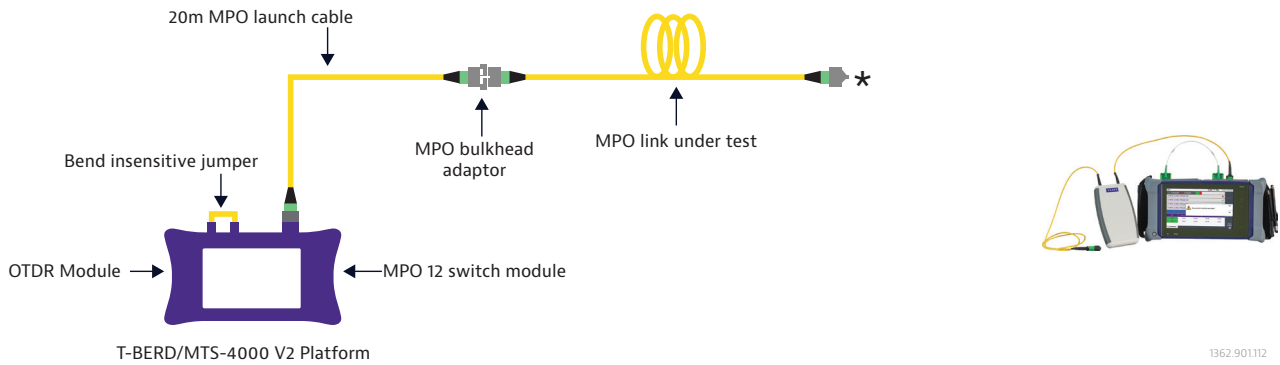 20m MPO launch cable
*
MPO bulkhead
adaptor
MPO link under test
Bend insensitive jumper
OTDR Module
MPO 12 switch module
T-BERD/MTS-4000 V2 Platform
1362.901.112